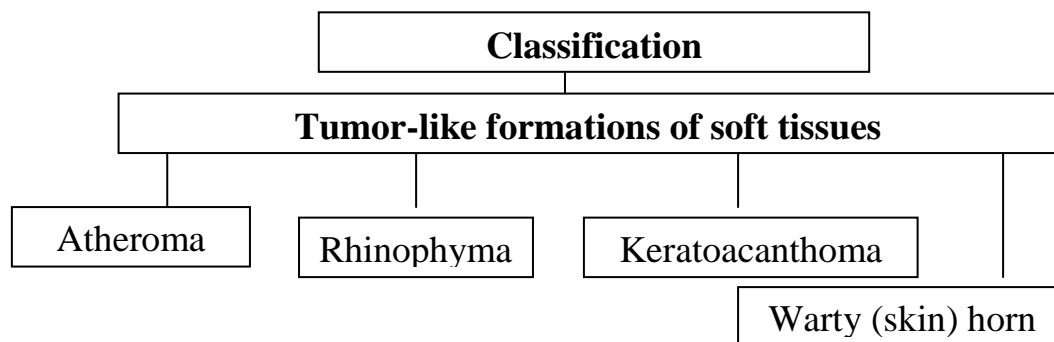 Classification
Tumor-like formations of soft tissues
Atheroma
Rhinophyma
Keratoacanthoma
Warty (skin) horn